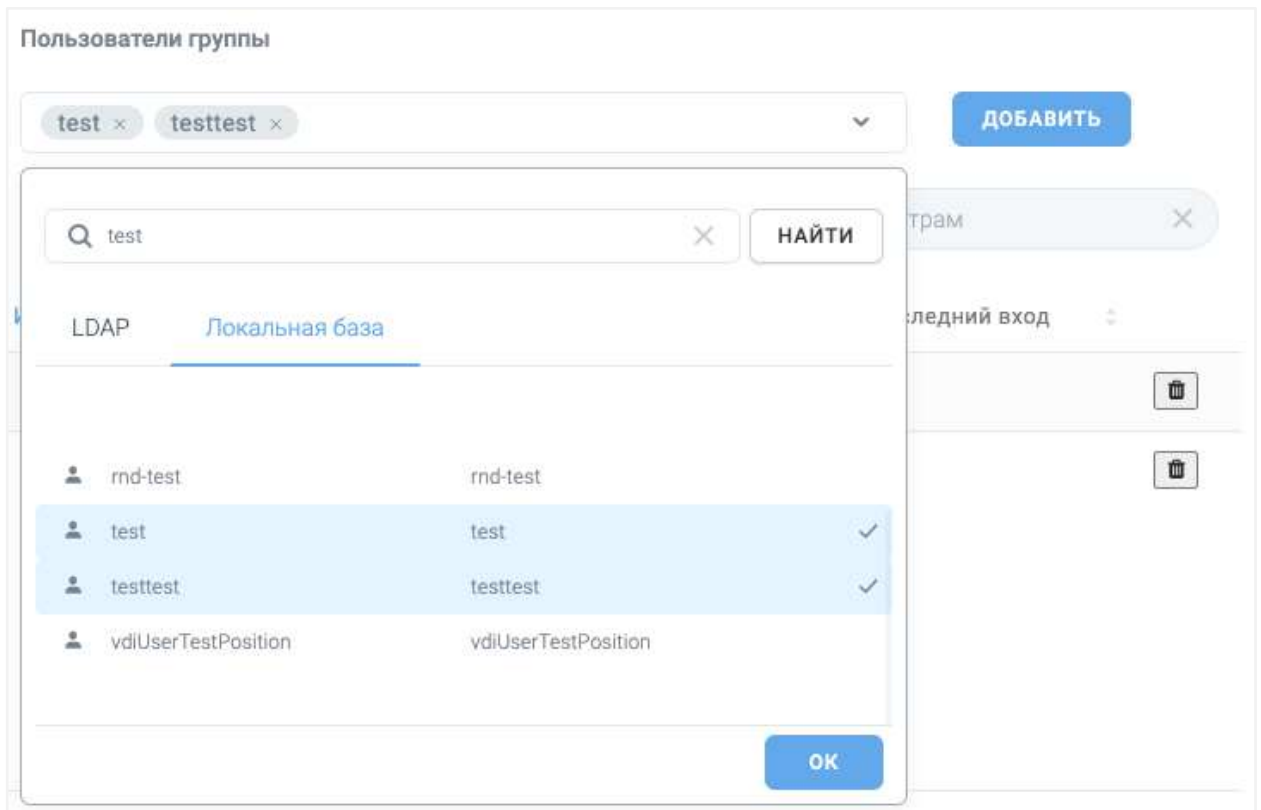 Пользователи группы
test × testtest ×
ДОБАВИТЬ
test
НАЙТИ
трам
LDAP Локальная база
следний вход
rnd-test rnd-test
test test
testtest testtest
vdiUserTestPosition vdiUserTestPosition
ОК